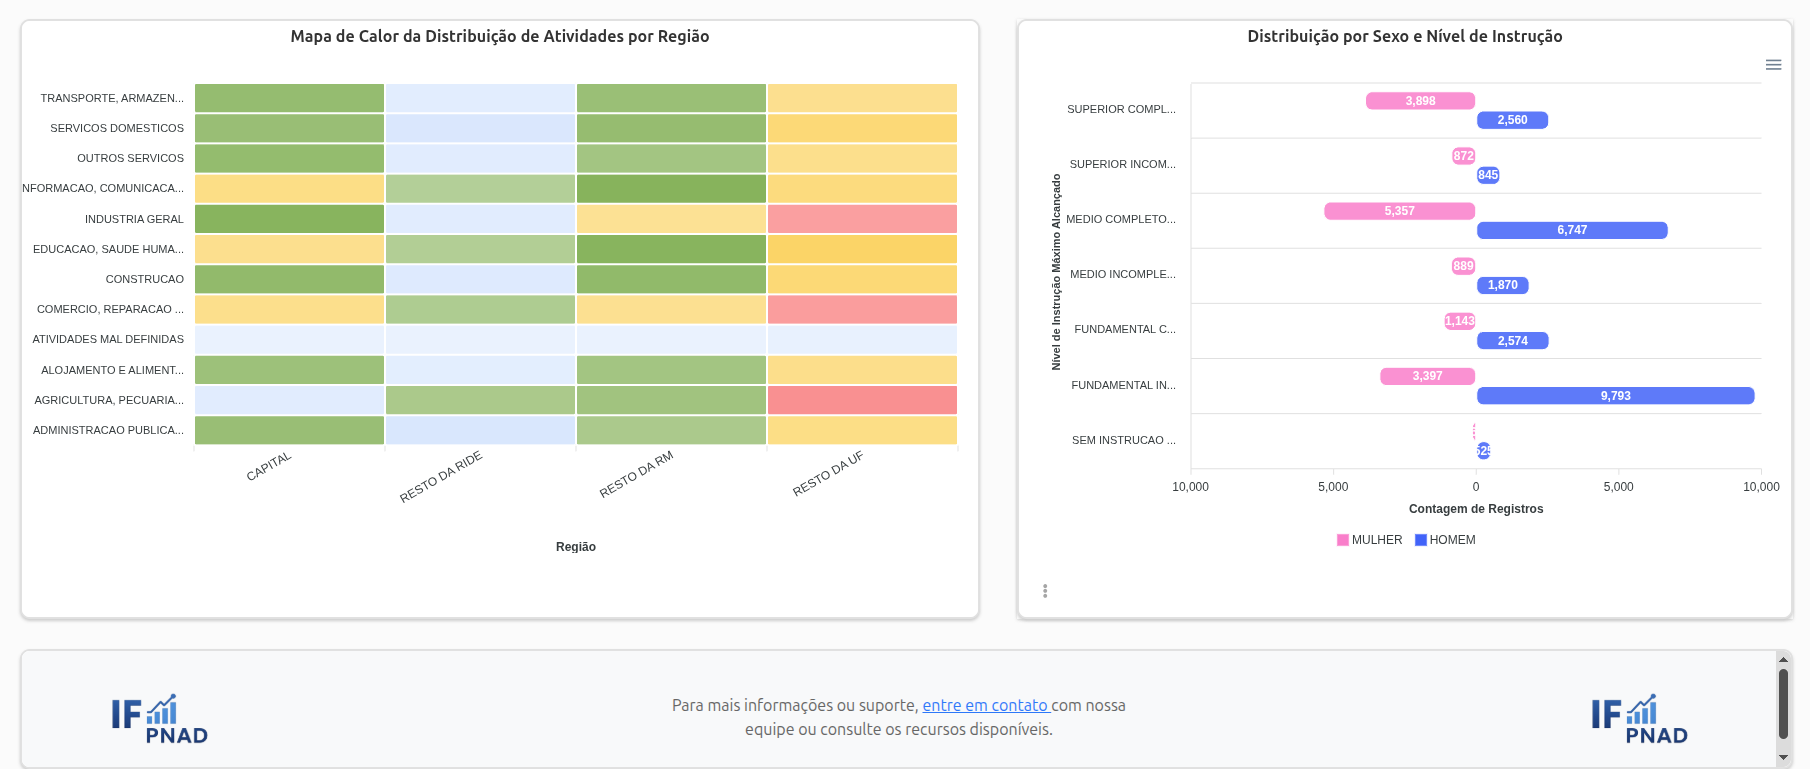 Mapa de Calor da Distribuição de Atividades por Região
TRANSPORTE, ARMAZEN...
SERVICOS DOMESTICOS
OUTROS SERVICOS
NFORMACAO, COMUNICACA...
INDUSTRIA GERAL
EDUCACAO, SAUDE HUMA...
CONSTRUCAO
COMERCIO, REPARACAO ...
ATIVIDADES MAL DEFINIDAS
ALOJAMENTO E ALIMENT...
AGRICULTURA, PECUARIA...
ADMINISTRACAO PUBLICA...
CAPITAL
RESTO DA RIDE
RESTO DA RM
RESTO DA UF
Região
Distribuição por Sexo e Nível de Instrução
Nível de Instrução Máximo Alcançado
SUPERIOR COMPL...
3,898
2,560
SUPERIOR INCOM...
872
845
MEDIO COMPLETO...
5,357
6,747
MEDIO INCOMPLE...
889
1,870
FUNDAMENTAL C...
1,143
2,574
FUNDAMENTAL IN...
3,397
9,793
SEM INSTRUCAO ...
10,000
5,000
0
5,000
10,000
Contagem de Registros
MULHER
HOMEM
IF
PNAD
Para mais informações ou suporte, entre em contato com nossa
equipe ou consulte os recursos disponíveis.
IF
PNAD